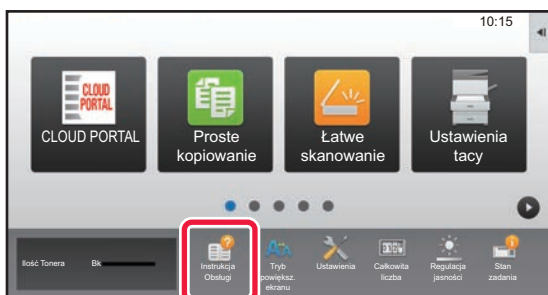 10:15
CLOUD
PORTAL
CLOUD PORTAL
Proste
kopiowanie
Łatwe
skanowanie
Ustawienia
tacy
Ilość Tonera Bk
Instrukcja
Obsługi
Tryb
powiększ.
ekranu
Ustawienia
Całkowita
liczba
Regulacja
jasności
Stan
zadania